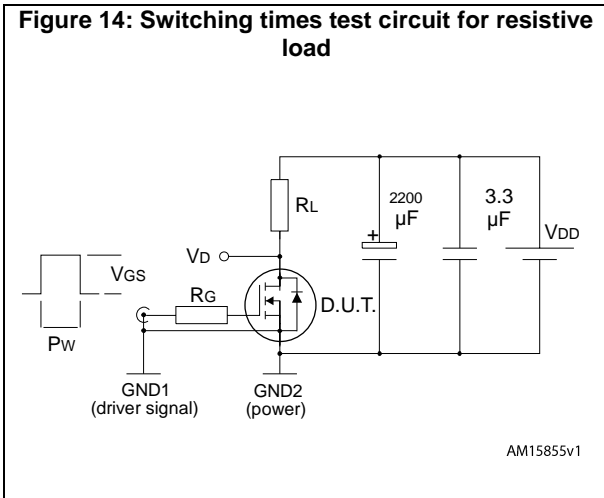 Figure 14: Switching times test circuit for resistive
load
RL
2200
µF
+
3.3
µF
VDD
VD
VGS
RG
D.U.T.
PW
GND1
(driver signal)
GND2
(power)
AM15855v1